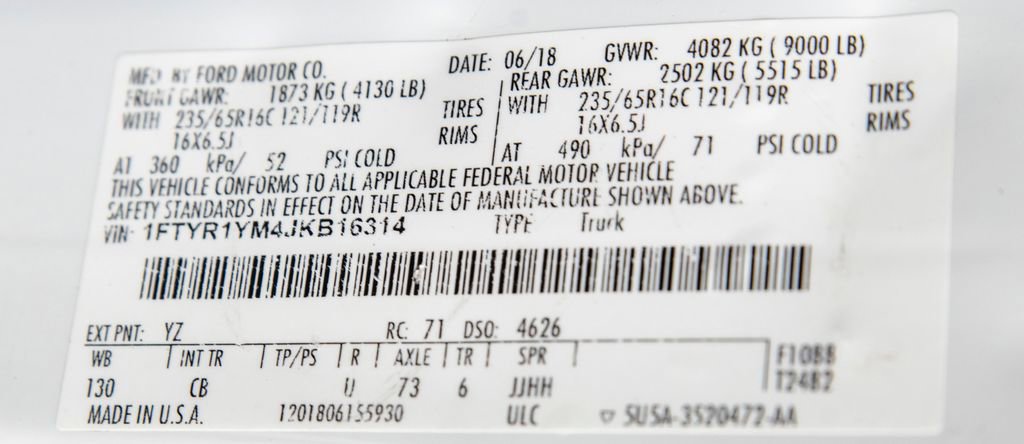 MFD. BY FORD MOTOR CO. DATE: 06/18 GVWR: 4082 KG ( 9000 LB)
FRONT GAWR: 1873 KG ( 4130 LB) REAR GAWR: 2502 KG ( 5515 LB)
WITH 235/65R16C 121/119R TIRES WITH 235/65R16C 121/119R TIRES
16X6.5J RIMS 16X6.5J RIMS
AT 360 kPa/ 52 PSI COLD AT 490 kPa/ 71 PSI COLD
THIS VEHICLE CONFORMS TO ALL APPLICABLE FEDERAL MOTOR VEHICLE
SAFETY STANDARDS IN EFFECT ON THE DATE OF MANUFACTURE SHOWN ABOVE.
VIN: 1FTYR1YM4JKB16314 TYPE Truck
EXT PNT: YZ RC: 71 DSO: 4626
WB INT TR TP/PS R AXLE TR SPR F1088
130 CB U 73 6 JJHH T2482
MADE IN U.S.A. 1201806155930 ULC 5U5A-3520472-AA